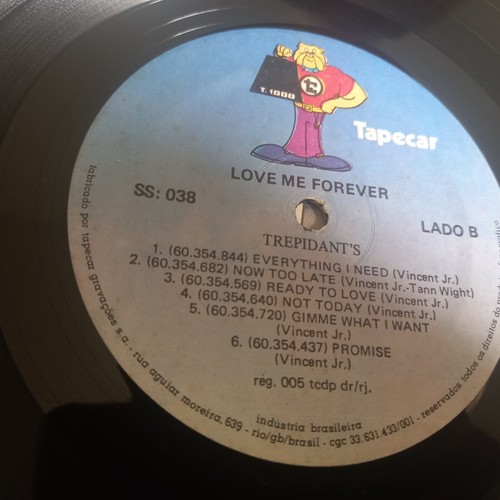 T. 1000
Tapecar
LOVE ME FOREVER
SS: 038
LADO B
TREPIDANT'S
1. (60.354.844) EVERYTHING I NEED (Vincent Jr.)
2. (60.354.682) NOW TOO LATE (Vincent Jr.-Tann Wight)
3. (60.354.569) READY TO LOVE (Vincent Jr.)
4. (60.354.640) NOT TODAY (Vincent Jr.)
5. (60.354.720) GIMME WHAT I WANT
(Vincent Jr.)
6. (60.354.437) PROMISE
(Vincent Jr.)
reg. 005 tcdp dr/rj.
indústria brasileira
fabricado por tapecar gravações s.a. - rua aguiar moreira, 639 - rio/gb/brasil - cgc 33.631.433/001 - reservados todos os direitos do